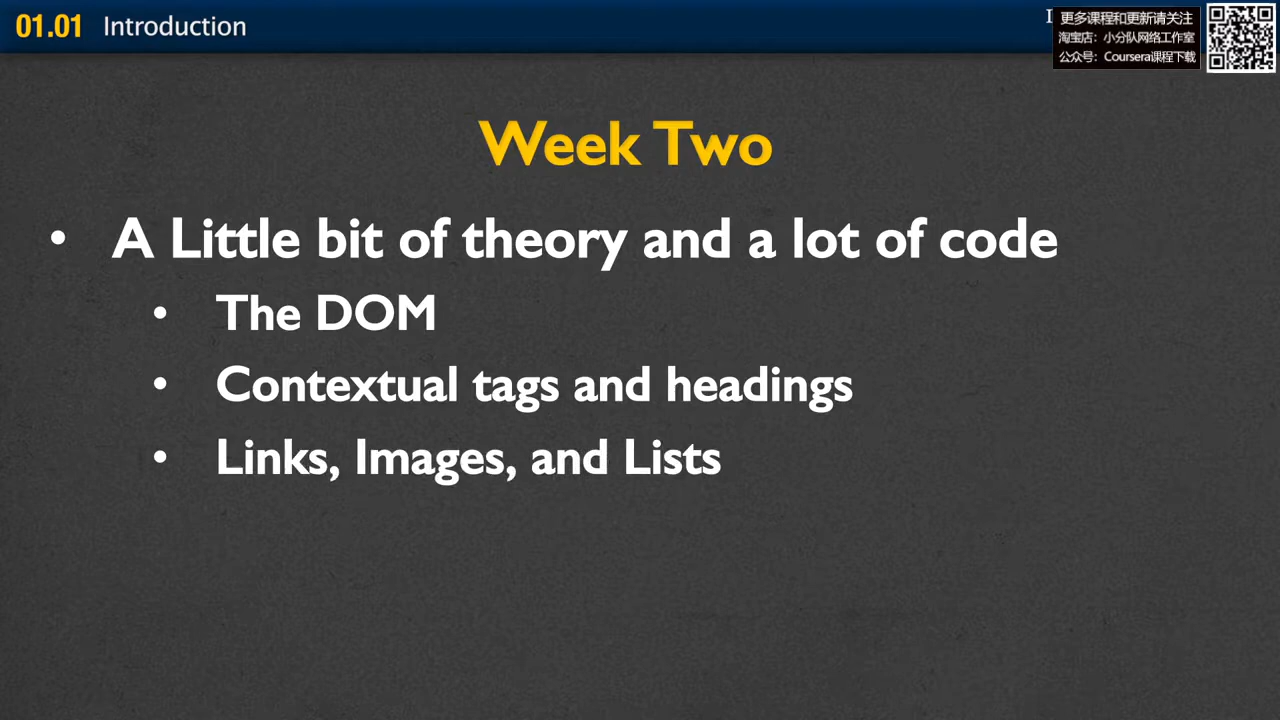 01.01 Introduction
更多课程和更新请关注
淘宝店：小分队网络工作室
公众号：Coursera课程下载
Week Two
• A Little bit of theory and a lot of code
• The DOM
• Contextual tags and headings
• Links, Images, and Lists